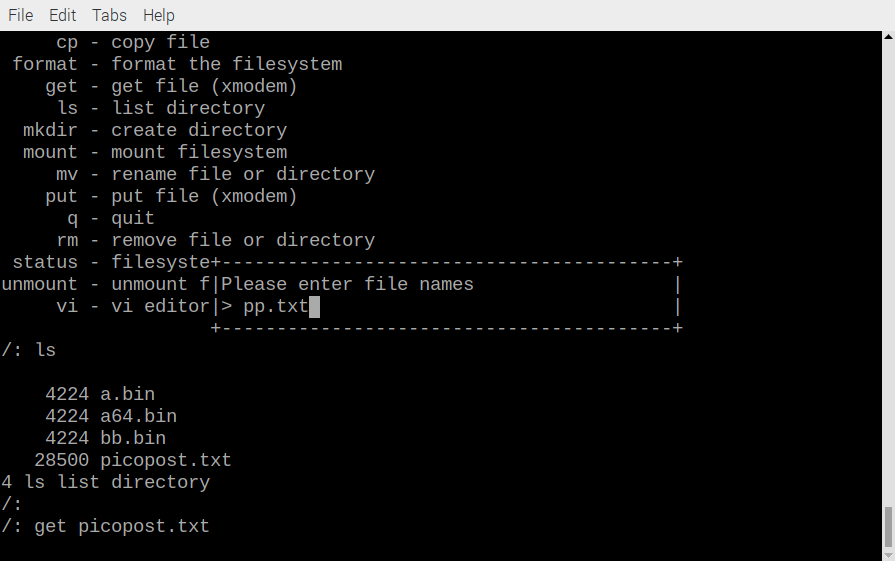 File Edit Tabs Help
cp - copy file
format - format the filesystem
get - get file (xmodem)
ls - list directory
mkdir - create directory
mount - mount filesystem
mv - rename file or directory
put - put file (xmodem)
q - quit
rm - remove file or directory
status - filesyste+-----------------------------------------+
unmount - unmount f|Please enter file names                  |
vi - vi editor|> pp.txt                                 |
+-----------------------------------------+
/: ls
4224 a.bin
4224 a64.bin
4224 bb.bin
28500 picopost.txt
4 ls list directory
/:
/: get picopost.txt